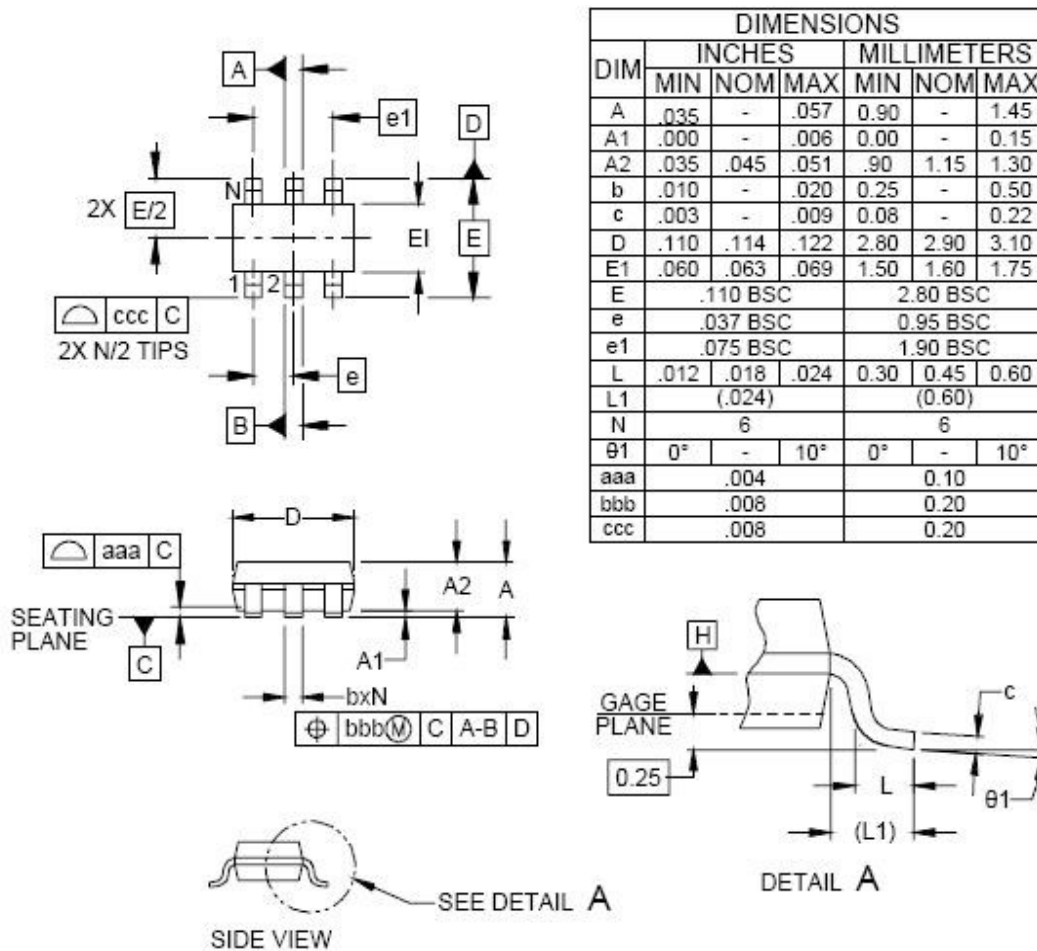 DIMENSIONS
DIM INCHES MILLIMETERS
MIN NOM MAX MIN NOM MAX
A .035 - .057 0.90 - 1.45
A1 .000 - .006 0.00 - 0.15
A2 .035 .045 .051 .90 1.15 1.30
b .010 - .020 0.25 - 0.50
c .003 - .009 0.08 - 0.22
D .110 .114 .122 2.80 2.90 3.10
E1 .060 .063 .069 1.50 1.60 1.75
E .110 BSC 2.80 BSC
e .037 BSC 0.95 BSC
e1 .075 BSC 1.90 BSC
L .012 .018 .024 0.30 0.45 0.60
L1 (.024) (0.60)
N 6 6
θ1 0° - 10° 0° - 10°
aaa .004 0.10
bbb .008 0.20
ccc .008 0.20
A
e1
D
N
2X E/2
EI
E
1 2
ccc C
2X N/2 TIPS
e
B
D
aaa C
A2 A
SEATING
PLANE
C
A1
bxN
⌖ bbbⓂ C A-B D
H
c
GAGE
PLANE
0.25
L
θ1
(L1)
DETAIL A
SEE DETAIL A
SIDE VIEW